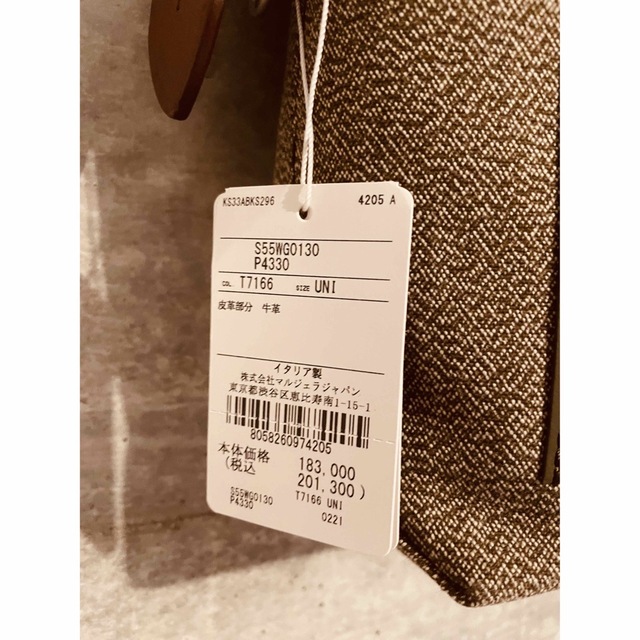 KS33ABKS296 4205 A
S55WG0130
P4330
COL. T7166 SIZE UNI
皮革部分 牛革
イタリア製
株式会社マルジェラジャパン
東京都渋谷区恵比寿南1-15-1
8058260974205
本体価格 183,000
(税込 201,300)
S55WG0130 T7166 UNI
P4330 0221